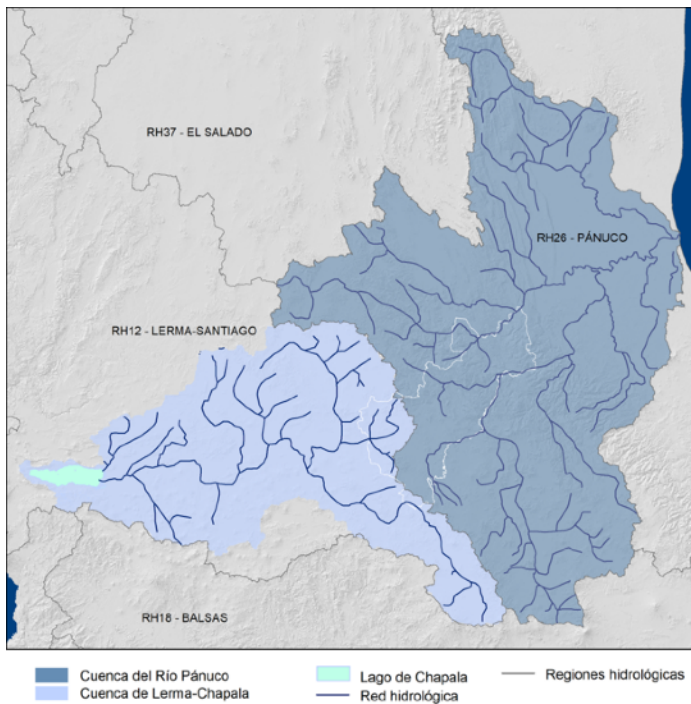 RH37 - EL SALADO
RH26 - PÁNUCO
RH12 - LERMA-SANTIAGO
RH18 - BALSAS
Cuenca del Río Pánuco
Cuenca de Lerma-Chapala
Lago de Chapala
Red hidrológica
Regiones hidrológicas